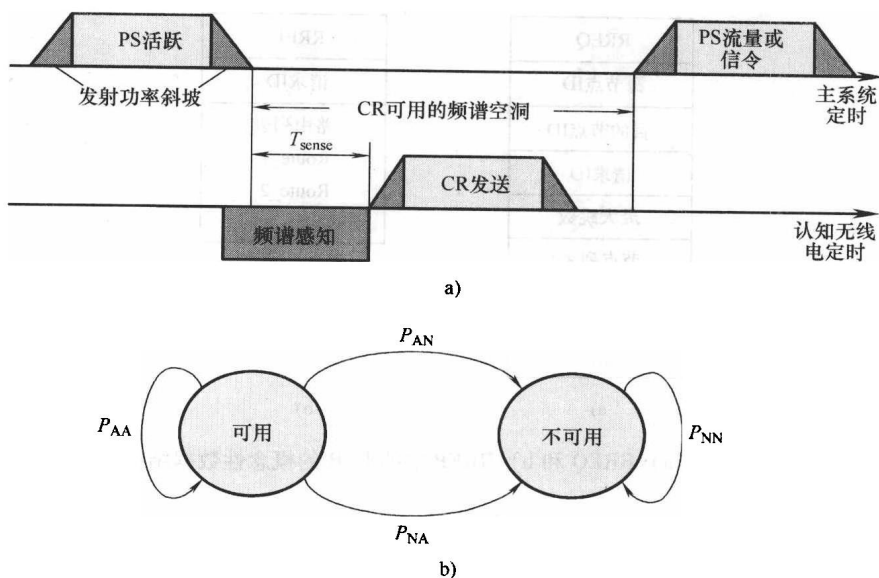 PS活跃
PS流量或
信令
发射功率斜坡
主系统
定时
CR可用的频谱空洞
T_sense
CR发送
频谱感知
认知无线
电定时
a)
P_AN
P_AA
可用
不可用
P_NN
P_NA
b)